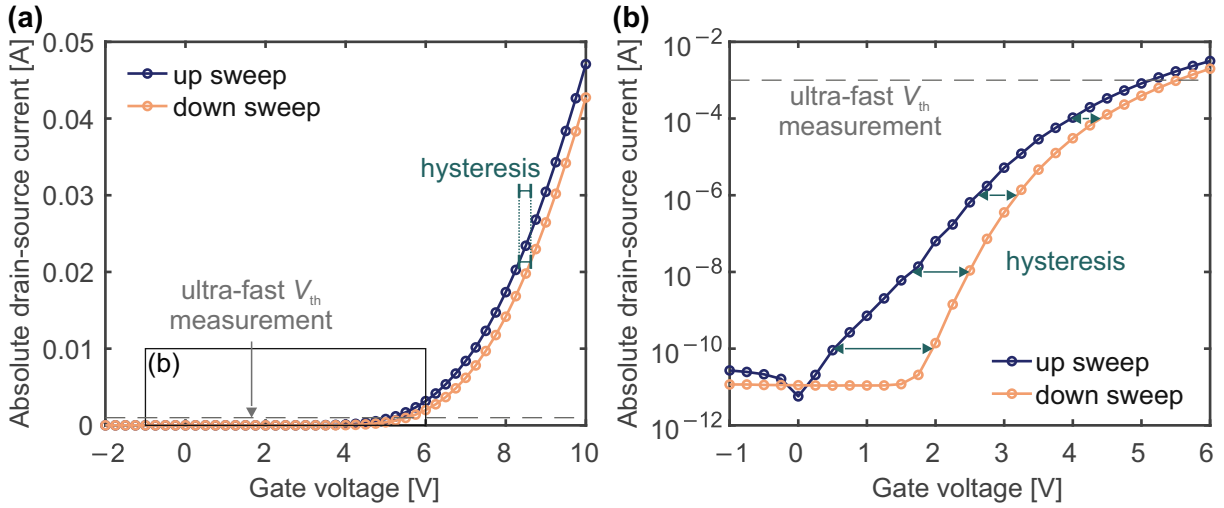 (a)
Absolute drain-source current [A]
0.05
0.04
0.03
0.02
0.01
0
up sweep
down sweep
hysteresis
ultra-fast Vth
measurement
(b)
−2 0 2 4 6 8 10
Gate voltage [V]
(b)
Absolute drain-source current [A]
10−2
10−4
10−6
10−8
10−10
10−12
ultra-fast Vth
measurement
hysteresis
up sweep
down sweep
−1 0 1 2 3 4 5 6
Gate voltage [V]